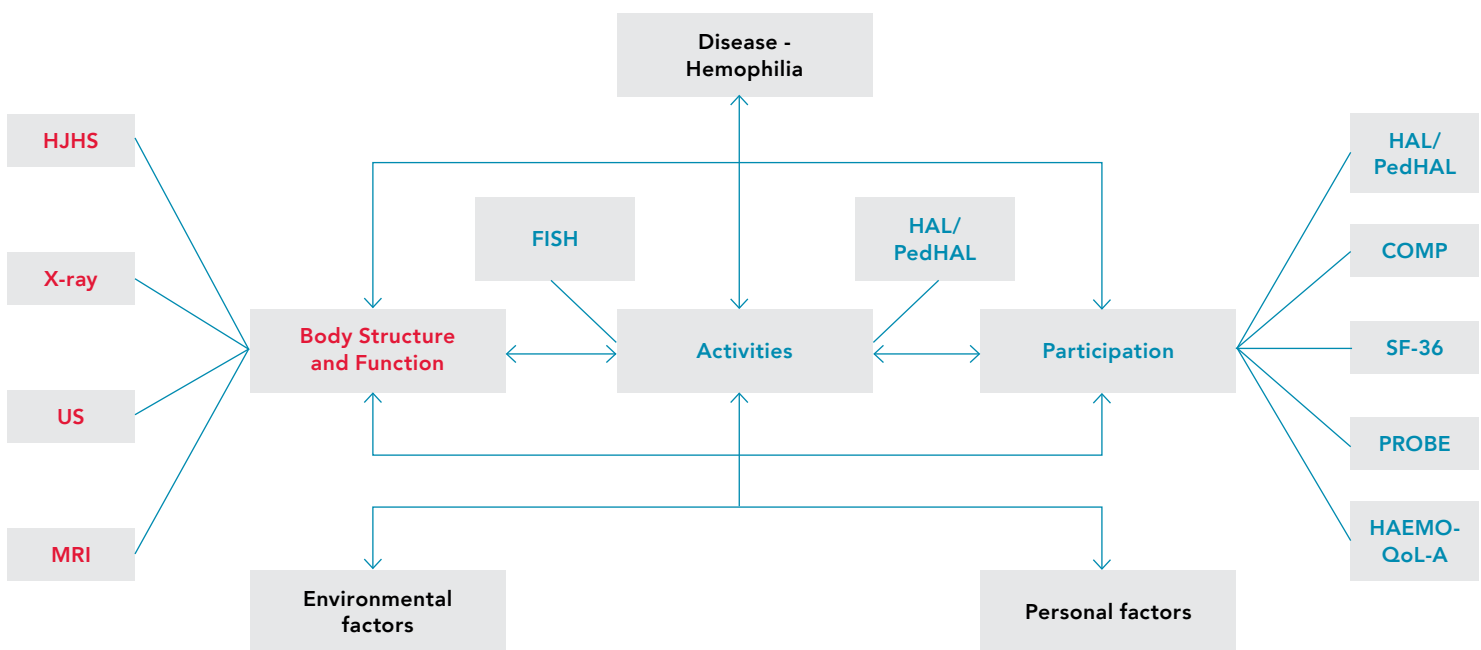 Disease -
Hemophilia
HJHS
HAL/
PedHAL
FISH
HAL/
PedHAL
COMP
X-ray
Body Structure
and Function
Activities
Participation
SF-36
US
PROBE
MRI
HAEMO-
QoL-A
Environmental
factors
Personal factors